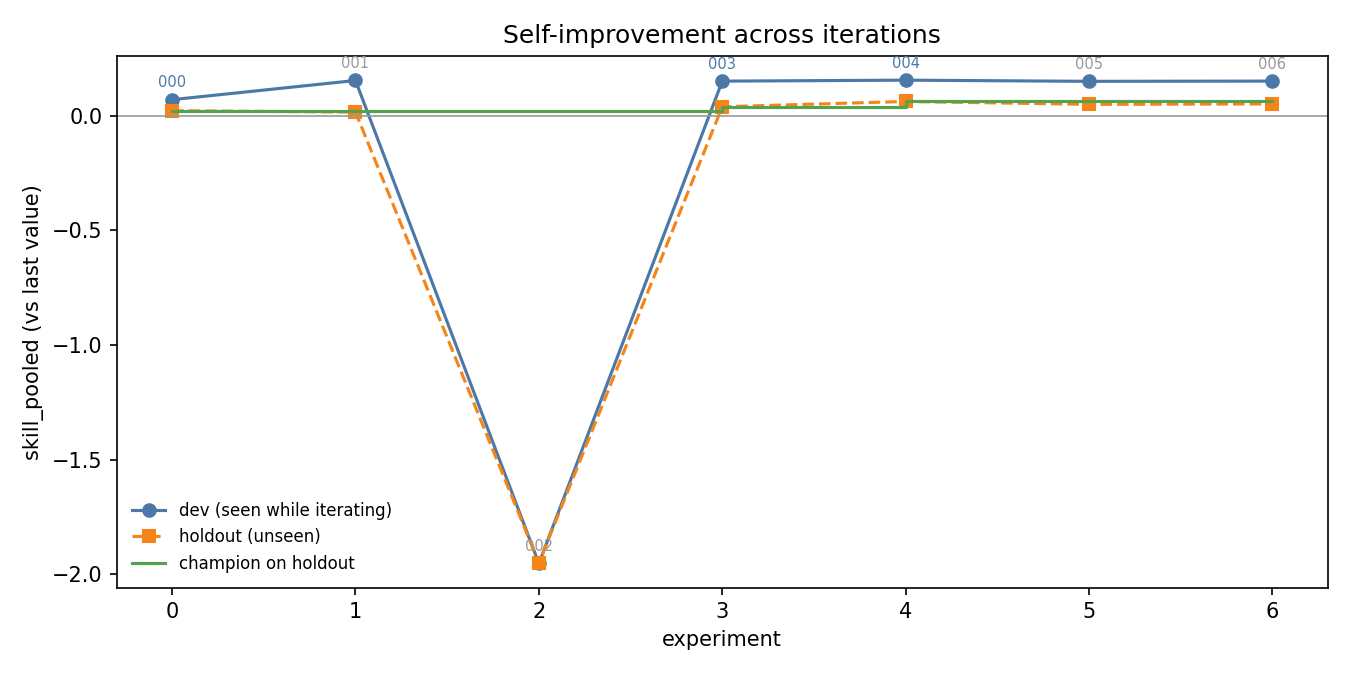 Self-improvement across iterations
000
001
002
003
004
005
006
skill_pooled (vs last value)
0.0
−0.5
−1.0
−1.5
−2.0
dev (seen while iterating)
holdout (unseen)
champion on holdout
0 1 2 3 4 5 6
experiment